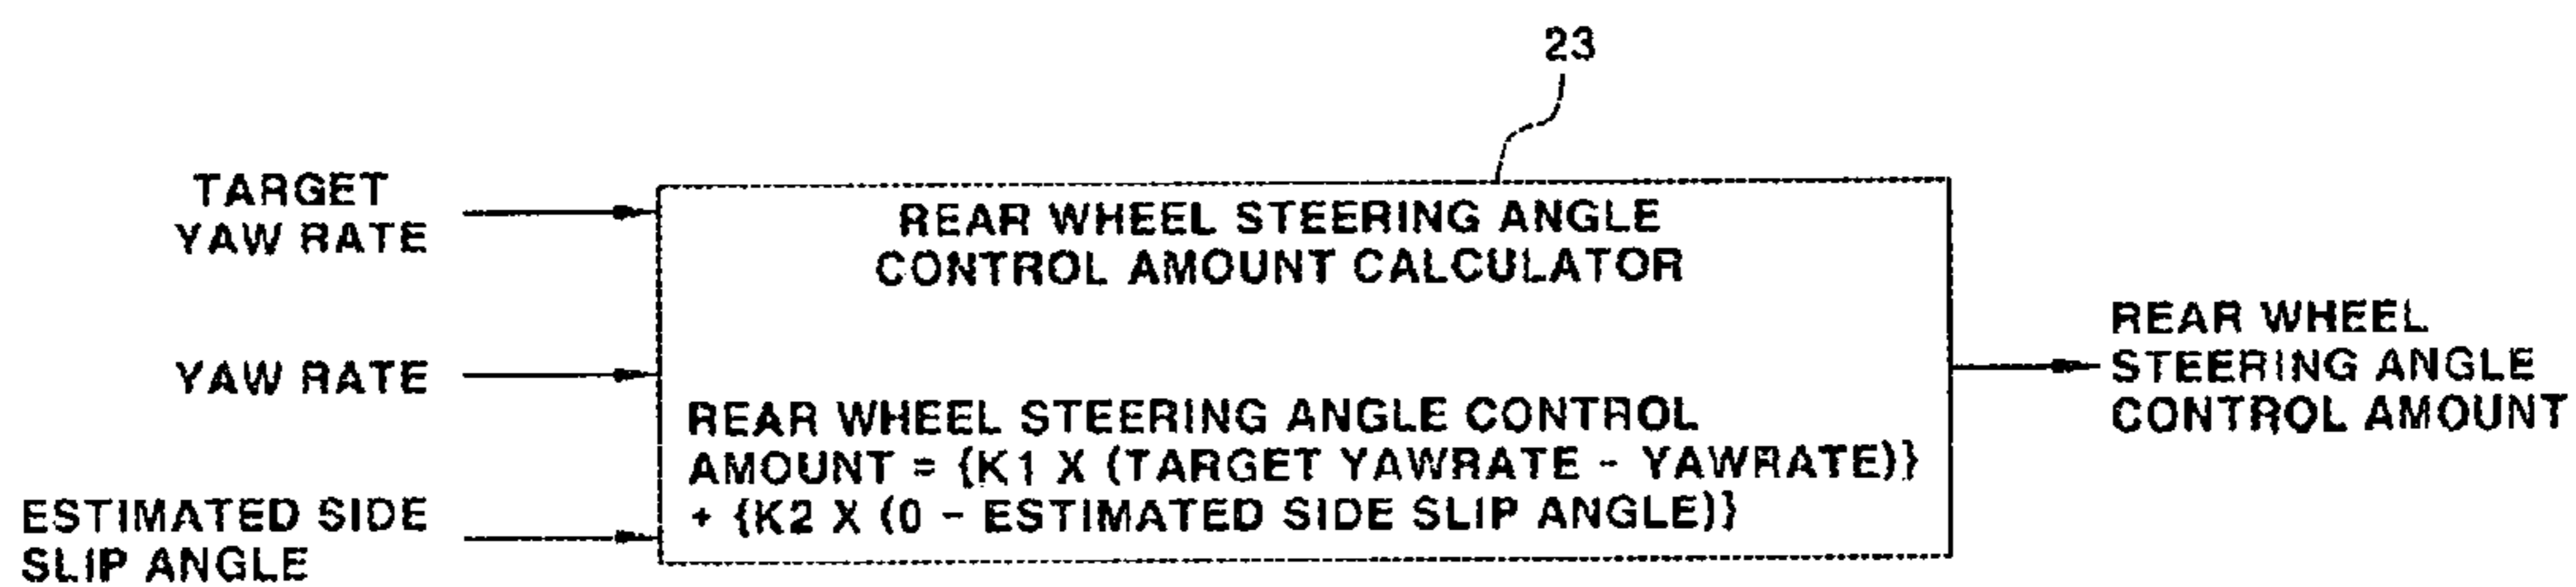 23
TARGET
YAW RATE
REAR WHEEL STEERING ANGLE
CONTROL AMOUNT CALCULATOR
YAW RATE
REAR WHEEL STEERING ANGLE CONTROL
AMOUNT = {K1 X (TARGET YAWRATE - YAWRATE)}
+ {K2 X (0 - ESTIMATED SIDE SLIP ANGLE)}
ESTIMATED SIDE
SLIP ANGLE
REAR WHEEL
STEERING ANGLE
CONTROL AMOUNT